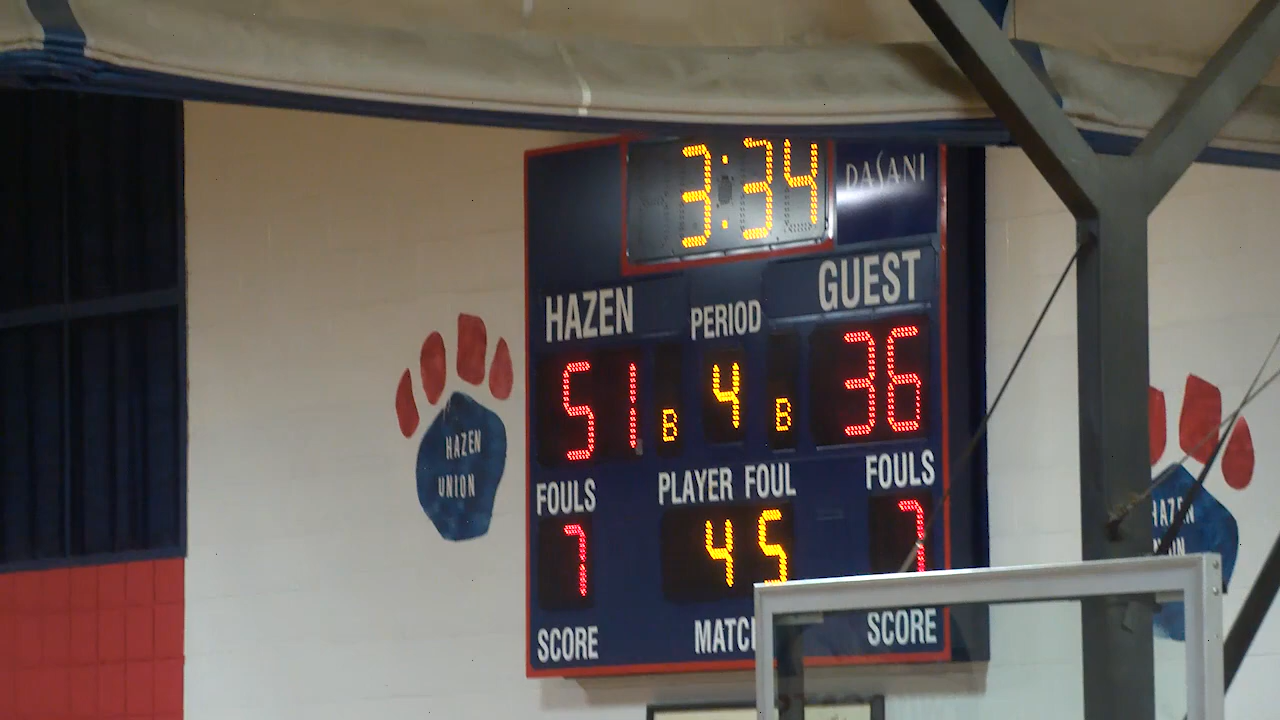 3:34
DASANI
HAZEN
PERIOD
GUEST
51
B
4
B
36
FOULS
PLAYER FOUL
FOULS
7
45
7
SCORE
SCORE
HAZEN
UNION
HAZEN